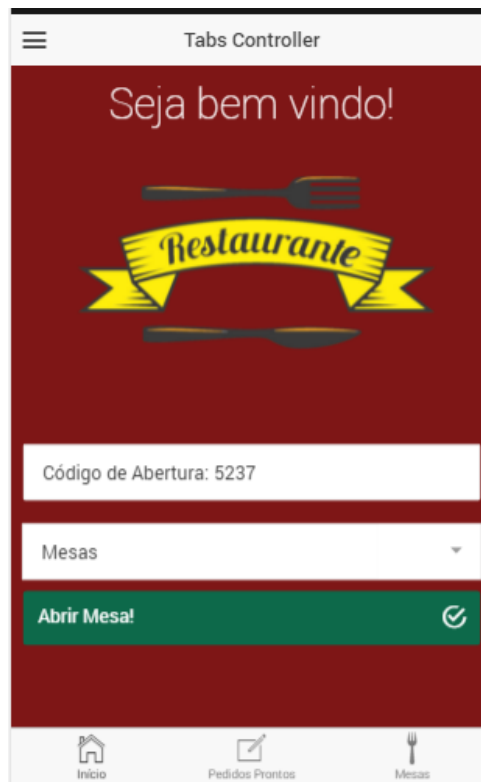 Tabs Controller
Seja bem vindo!
Restaurante
Código de Abertura: 5237
Mesas
Abrir Mesa!
Início
Pedidos Prontos
Mesas